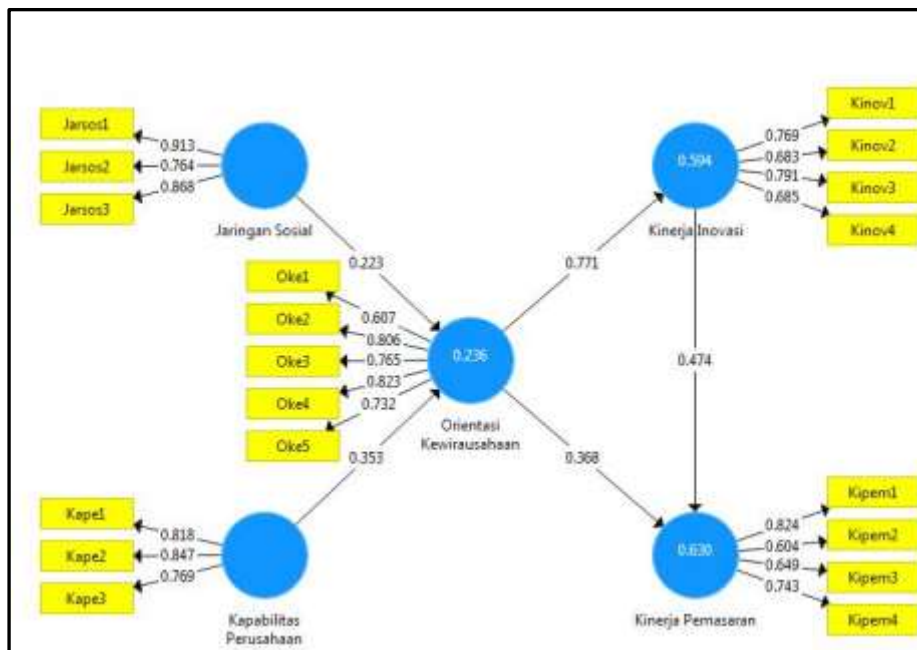 Jarsos1
Jarsos2
Jarsos3
0.913
0.764
0.868
Jaringan Sosial
0.223
Kinov1
Kinov2
Kinov3
Kinov4
0.769
0.683
0.791
0.685
0.594
Kinerja Inovasi
0.771
Oke1
Oke2
Oke3
Oke4
Oke5
0.607
0.806
0.765
0.823
0.732
0.236
Orientasi
Kewirausahaan
0.474
0.353
0.368
Kape1
Kape2
Kape3
0.818
0.847
0.769
Kapabilitas
Perusahaan
0.630
Kinerja Pemasaran
0.824
0.604
0.649
0.743
Kipem1
Kipem2
Kipem3
Kipem4